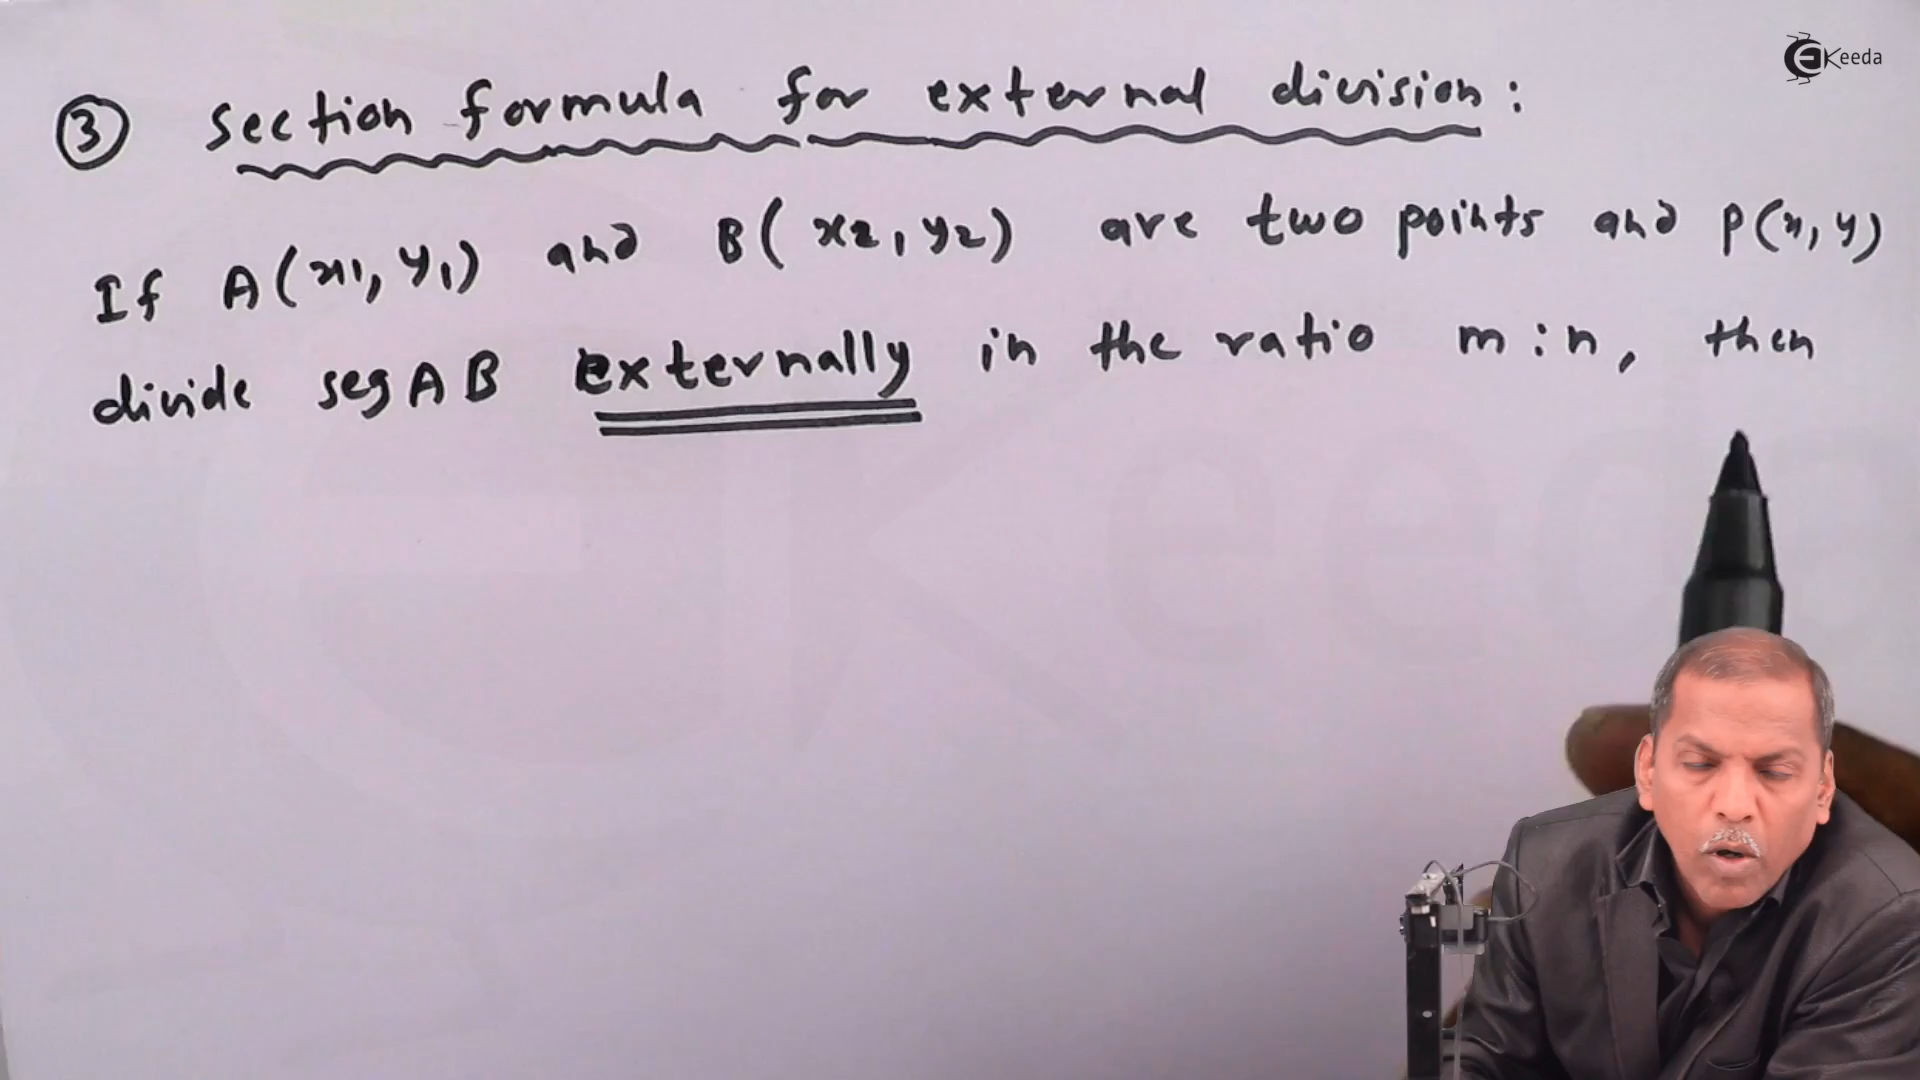 Ekeeda
③ Section formula for external division:
If A(x1, y1) and B(x2, y2) are two points and P(x, y)
divide seg AB externally in the ratio m:n, then